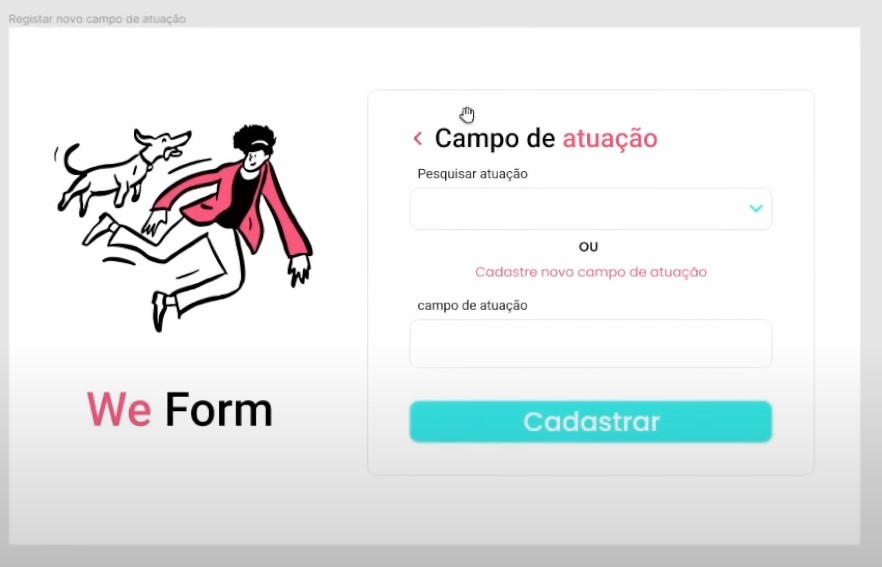 Registar novo campo de atuação
Campo de atuação
Pesquisar atuação
OU
Cadastre novo campo de atuação
campo de atuação
Cadastrar
We Form